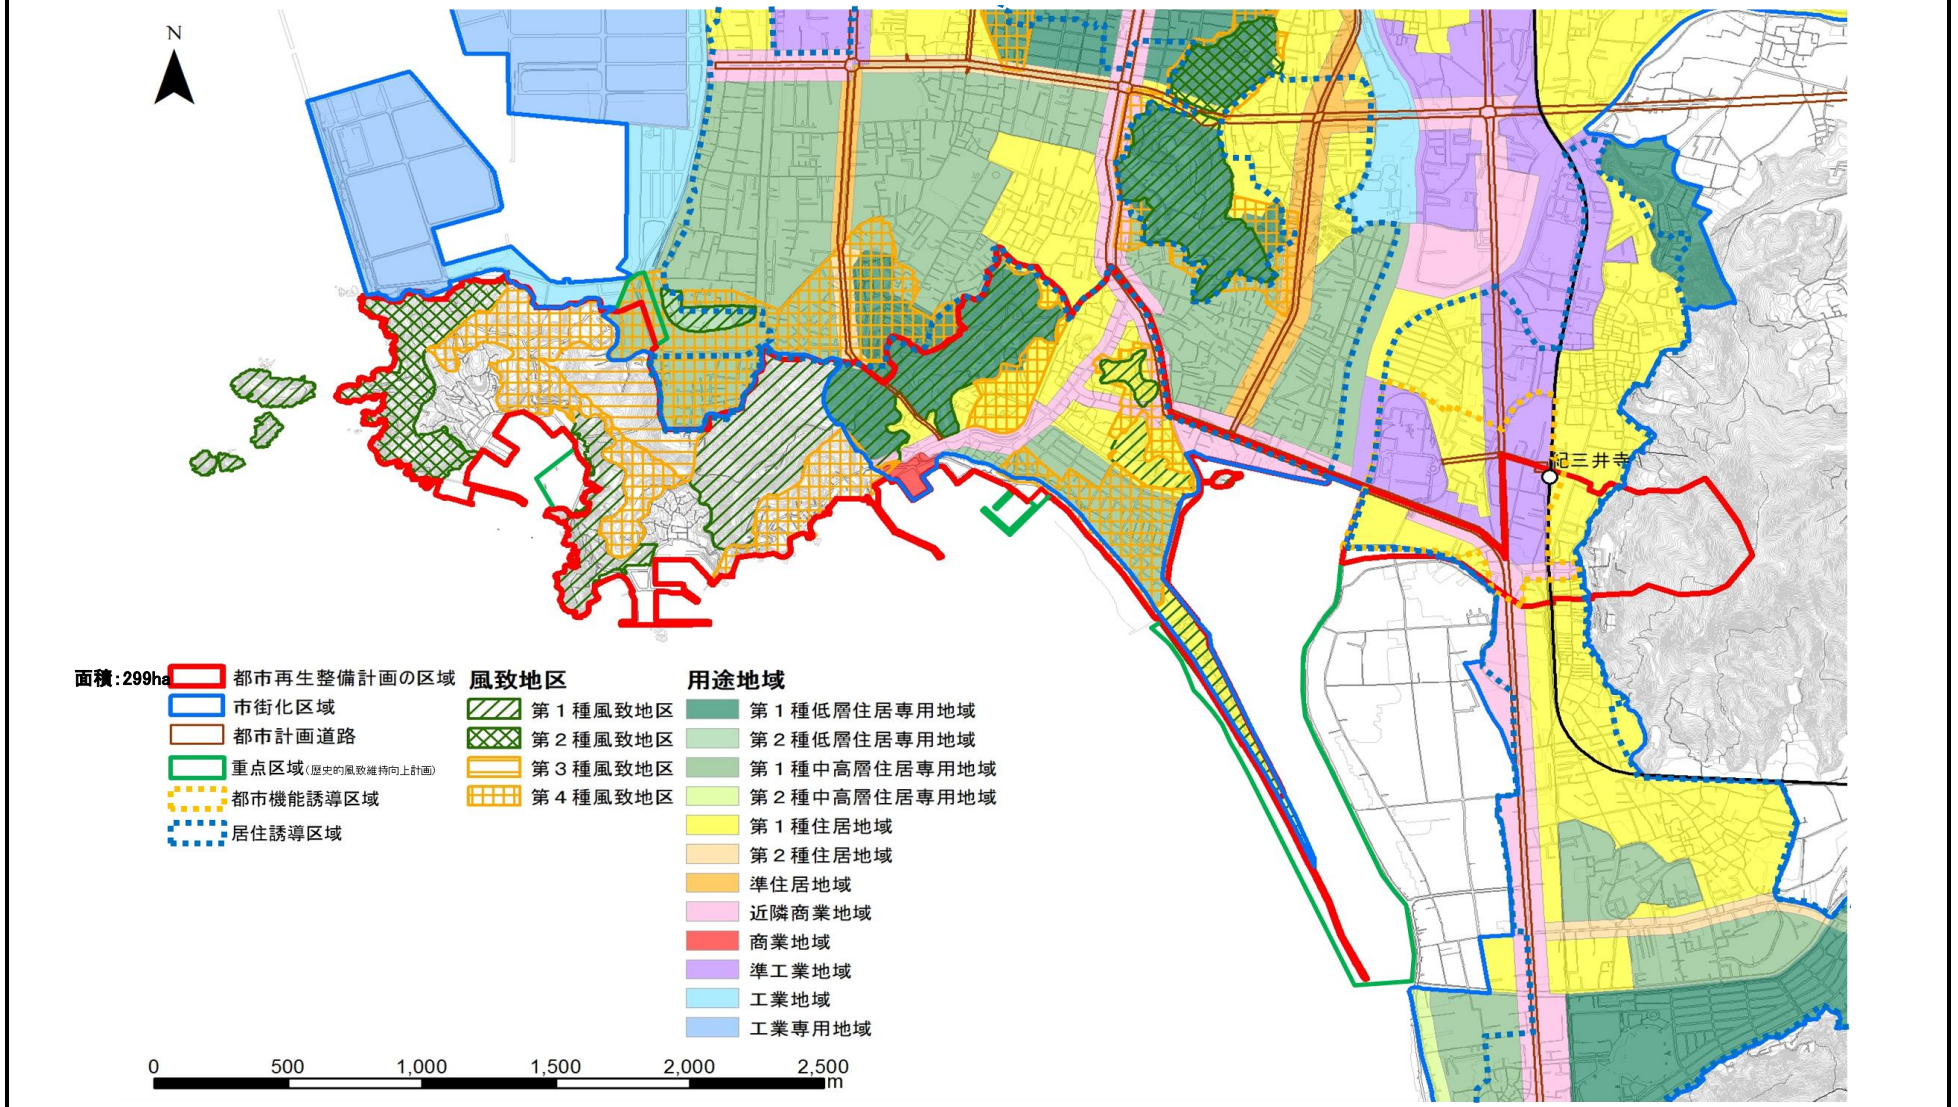 N
紀三井寺
面積:299ha
都市再生整備計画の区域
市街化区域
都市計画道路
重点区域(歴史的風致維持向上計画)
都市機能誘導区域
居住誘導区域
風致地区
第1種風致地区
第2種風致地区
第3種風致地区
第4種風致地区
用途地域
第1種低層住居専用地域
第2種低層住居専用地域
第1種中高層住居専用地域
第2種中高層住居専用地域
第1種住居地域
第2種住居地域
準住居地域
近隣商業地域
商業地域
準工業地域
工業地域
工業専用地域
0 500 1,000 1,500 2,000 2,500
m